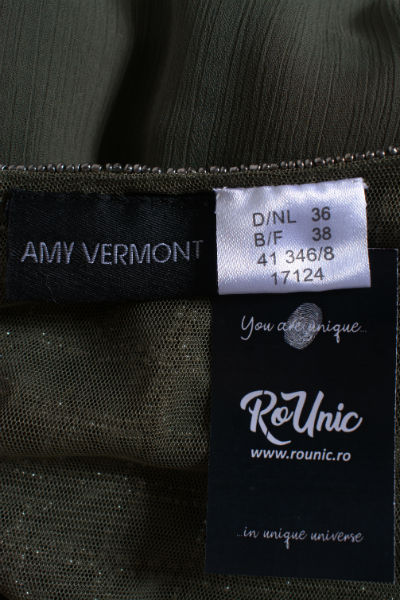 AMY VERMONT
D/NL 36
B/F 38
41 346/8
17124
You are unique...
RoUnic
www.rounic.ro
...in unique universe